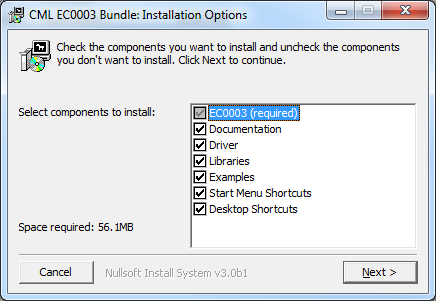 CML EC0003 Bundle: Installation Options
Check the components you want to install and uncheck the components
you don't want to install. Click Next to continue.
Select components to install:
EC0003 (required)
Documentation
Driver
Libraries
Examples
Start Menu Shortcuts
Desktop Shortcuts
Space required: 56.1MB
Cancel
Nullsoft Install System v3.0b1
Next >